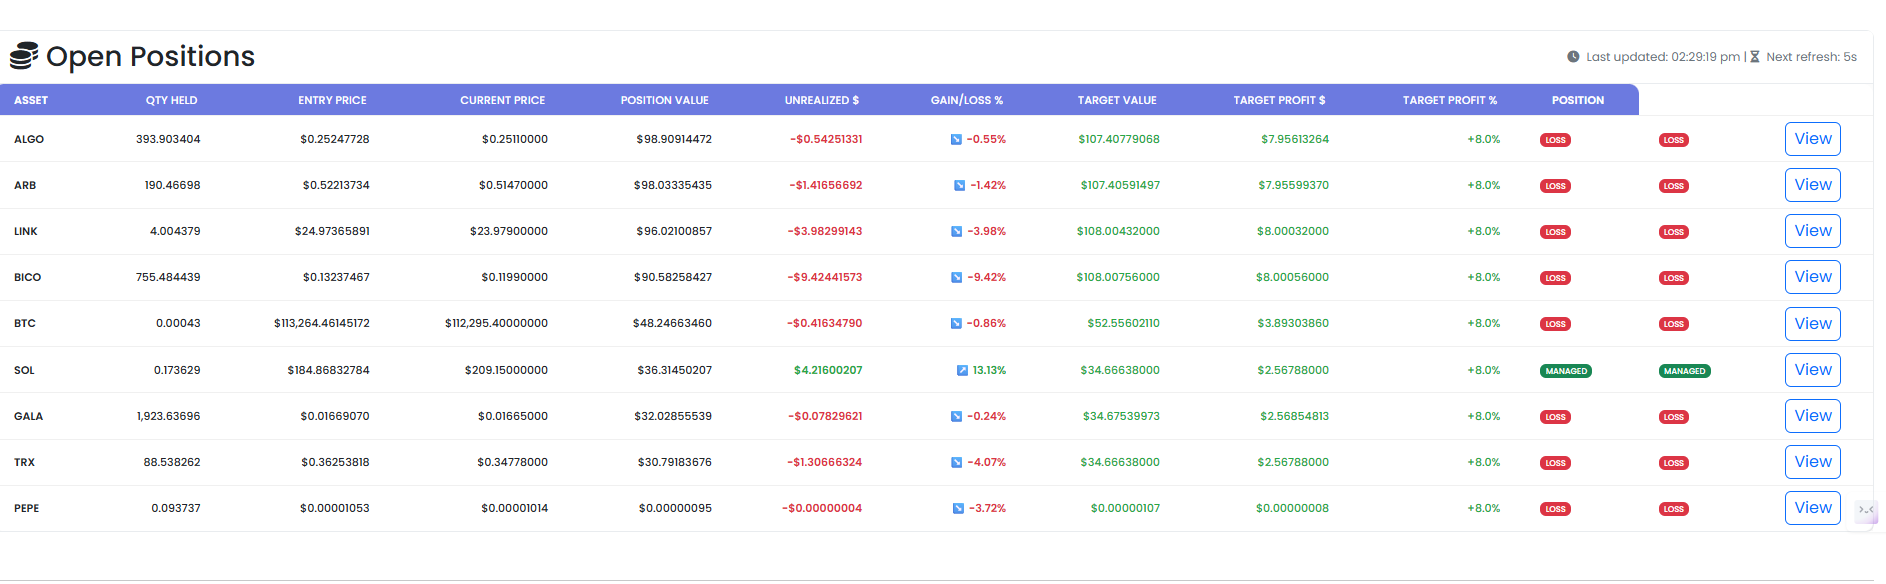 Open Positions
Last updated: 02:29:19 pm | Next refresh: 5s
ASSET QTY HELD ENTRY PRICE CURRENT PRICE POSITION VALUE UNREALIZED $ GAIN/LOSS % TARGET VALUE TARGET PROFIT $ TARGET PROFIT % POSITION
ALGO 393.903404 $0.25247728 $0.25110000 $98.90914472 -$0.54251331 -0.55% $107.40779068 $7.95613264 +8.0% LOSS LOSS View
ARB 190.46698 $0.52213734 $0.51470000 $98.03335435 -$1.41656692 -1.42% $107.40591497 $7.95599370 +8.0% LOSS LOSS View
LINK 4.004379 $24.97365891 $23.97900000 $96.02100857 -$3.98299143 -3.98% $108.00432000 $8.00032000 +8.0% LOSS LOSS View
BICO 755.484439 $0.13237467 $0.11990000 $90.58258427 -$9.42441573 -9.42% $108.00756000 $8.00056000 +8.0% LOSS LOSS View
BTC 0.00043 $113,264.46145172 $112,295.40000000 $48.24663460 -$0.41634790 -0.86% $52.55602110 $3.89303860 +8.0% LOSS LOSS View
SOL 0.173629 $184.86832784 $209.15000000 $36.31450207 $4.21600207 13.13% $34.66638000 $2.56788000 +8.0% MANAGED MANAGED View
GALA 1,923.63696 $0.01669070 $0.01665000 $32.02855539 -$0.07829621 -0.24% $34.67539973 $2.56854813 +8.0% LOSS LOSS View
TRX 88.538262 $0.36253818 $0.34778000 $30.79183676 -$1.30666324 -4.07% $34.66638000 $2.56788000 +8.0% LOSS LOSS View
PEPE 0.093737 $0.00001053 $0.00001014 $0.00000095 -$0.00000004 -3.72% $0.00000107 $0.00000008 +8.0% LOSS LOSS View